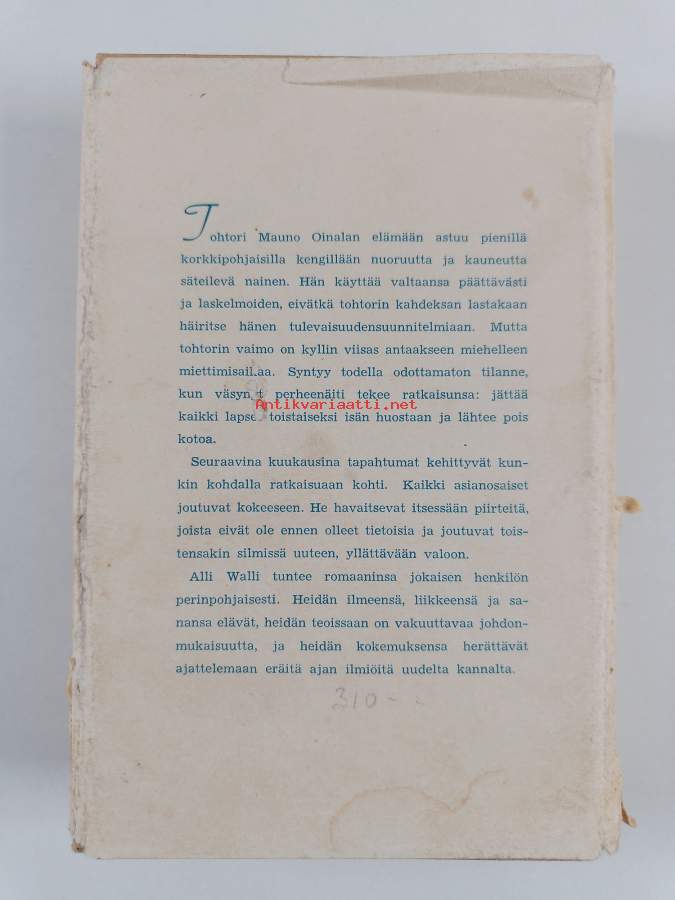 Tohtori Mauno Oinalan elämään astuu pienillä
korkkipohjaisilla kengillään nuoruutta ja kauneutta
säteilevä nainen. Hän käyttää valtaansa päättävästi
ja laskelmoiden, eivätkä tohtorin kahdeksan lastakaan
häiritse hänen tulevaisuudensuunnitelmiaan. Mutta
tohtorin vaimo on kyllin viisas antaakseen miehelleen
miettimisaikaa. Syntyy todella odottamaton tilanne,
kun väsynyt perheenäiti tekee ratkaisunsa: jättää
Antikvariaatti.net
kaikki lapset toistaiseksi isän huostaan ja lähtee pois
kotoa.
Seuraavina kuukausina tapahtumat kehittyvät kun-
kin kohdalla ratkaisuaan kohti. Kaikki asianosaiset
joutuvat kokeeseen. He havaitsevat itsessään piirteitä,
joista eivät ole ennen olleet tietoisia ja joutuvat tois-
tensakin silmissä uuteen, yllättävään valoon.
Alli Walli tuntee romaaninsa jokaisen henkilön
perinpohjaisesti. Heidän ilmeensä, liikkeensä ja sa-
nansa elävät, heidän teoissaan on vakuuttavaa johdon-
mukaisuutta, ja heidän kokemuksensa herättävät
ajattelemaan eräitä ajan ilmiöitä uudelta kannalta.
310-